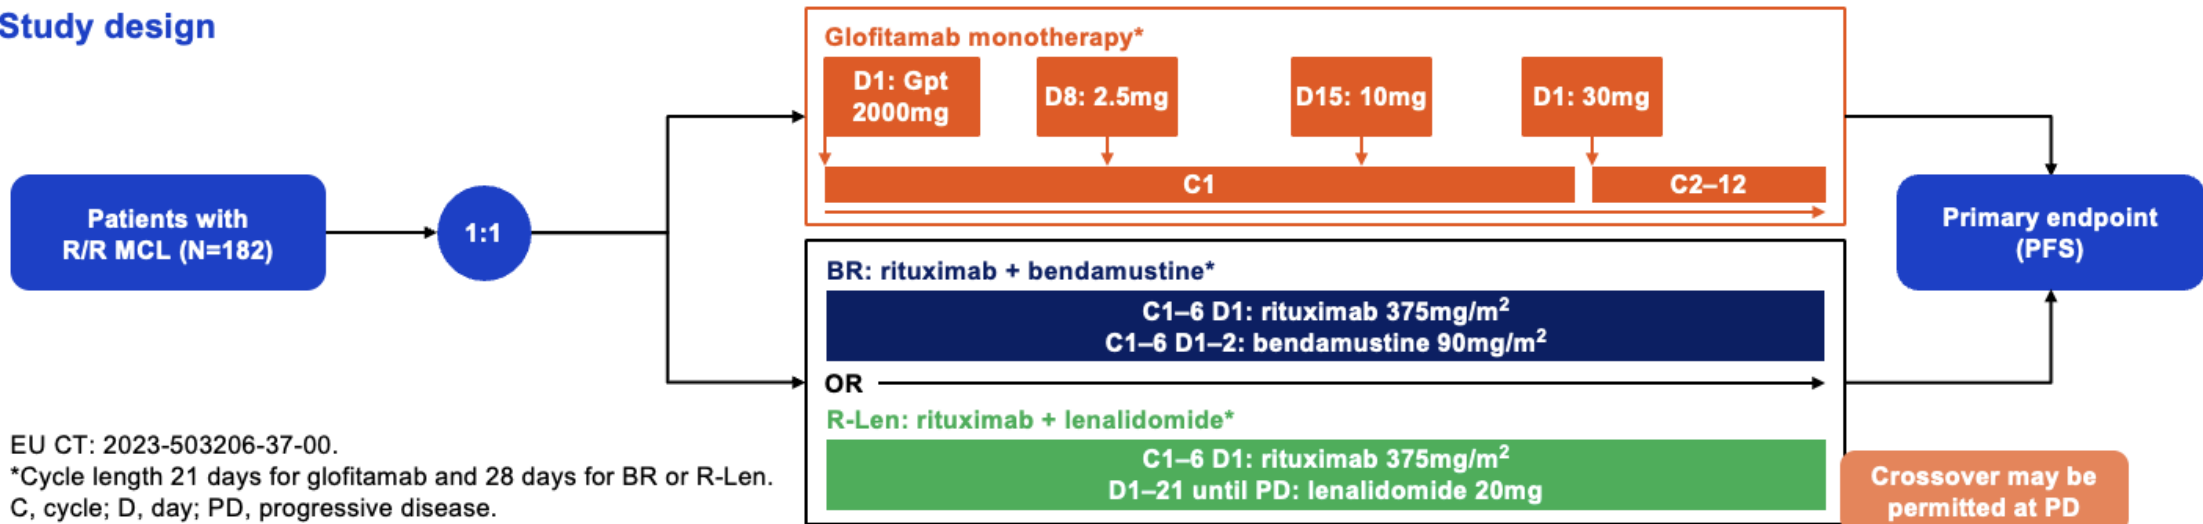 Study design
Glofitamab monotherapy*
D1: Gpt
2000mg
D8: 2.5mg
D15: 10mg
D1: 30mg
C1
C2–12
Patients with
R/R MCL (N=182)
1:1
Primary endpoint
(PFS)
BR: rituximab + bendamustine*
C1–6 D1: rituximab 375mg/m²
C1–6 D1–2: bendamustine 90mg/m²
OR
R-Len: rituximab + lenalidomide*
C1–6 D1: rituximab 375mg/m²
D1–21 until PD: lenalidomide 20mg
Crossover may be
permitted at PD
EU CT: 2023-503206-37-00.
*Cycle length 21 days for glofitamab and 28 days for BR or R-Len.
C, cycle; D, day; PD, progressive disease.